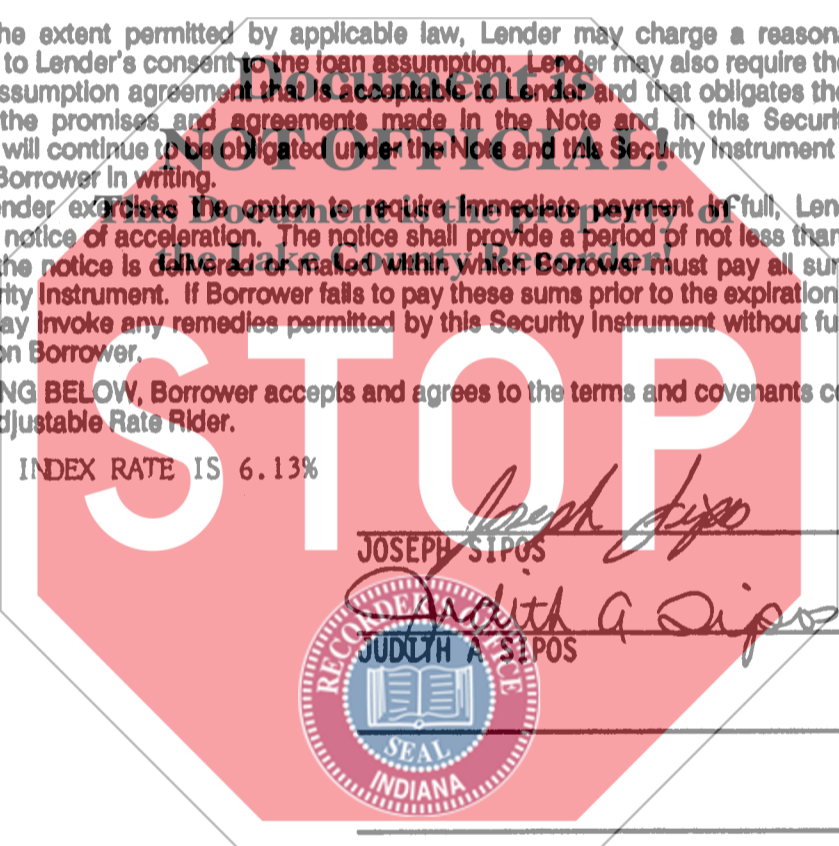 he extent permitted by applicable law, Lender may charge a reason
to Lender's consent to the loan assumption. Lender may also require the
Document is
ssumption agreement that is acceptable to Lender and that obligates the
the promises and agreements made in the Note and in this Securi
NOT OFFICIAL!
will continue to be obligated under the Note and this Security Instrument
Borrower in writing.
This Document is the property of
nder exercises the option to require immediate payment in full, Len
notice of acceleration. The notice shall provide a period of not less than
the Lake County Recorder!
he notice is delivered or mailed within which Borrower must pay all sum
rity Instrument. If Borrower fails to pay these sums prior to the expiration
ay invoke any remedies permitted by this Security Instrument without fu
on Borrower.
STOP
NG BELOW, Borrower accepts and agrees to the terms and covenants co
djustable Rate Rider.
INDEX RATE IS 6.13%
Joseph Sipos
JOSEPH SIPOS
Judith A Sipos
JUDITH A SIPOS
RECORDER'S OFFICE
SEAL
INDIANA